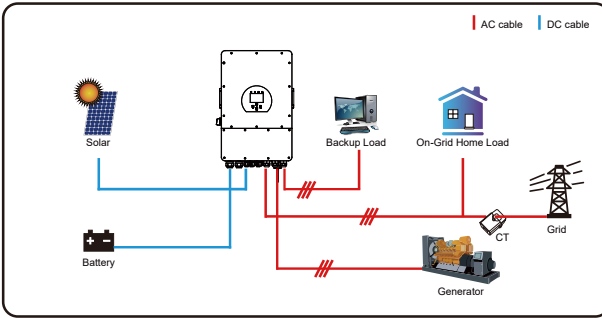 AC cable
DC cable
Solar
Backup Load
On-Grid Home Load
CT
Grid
Battery
Generator